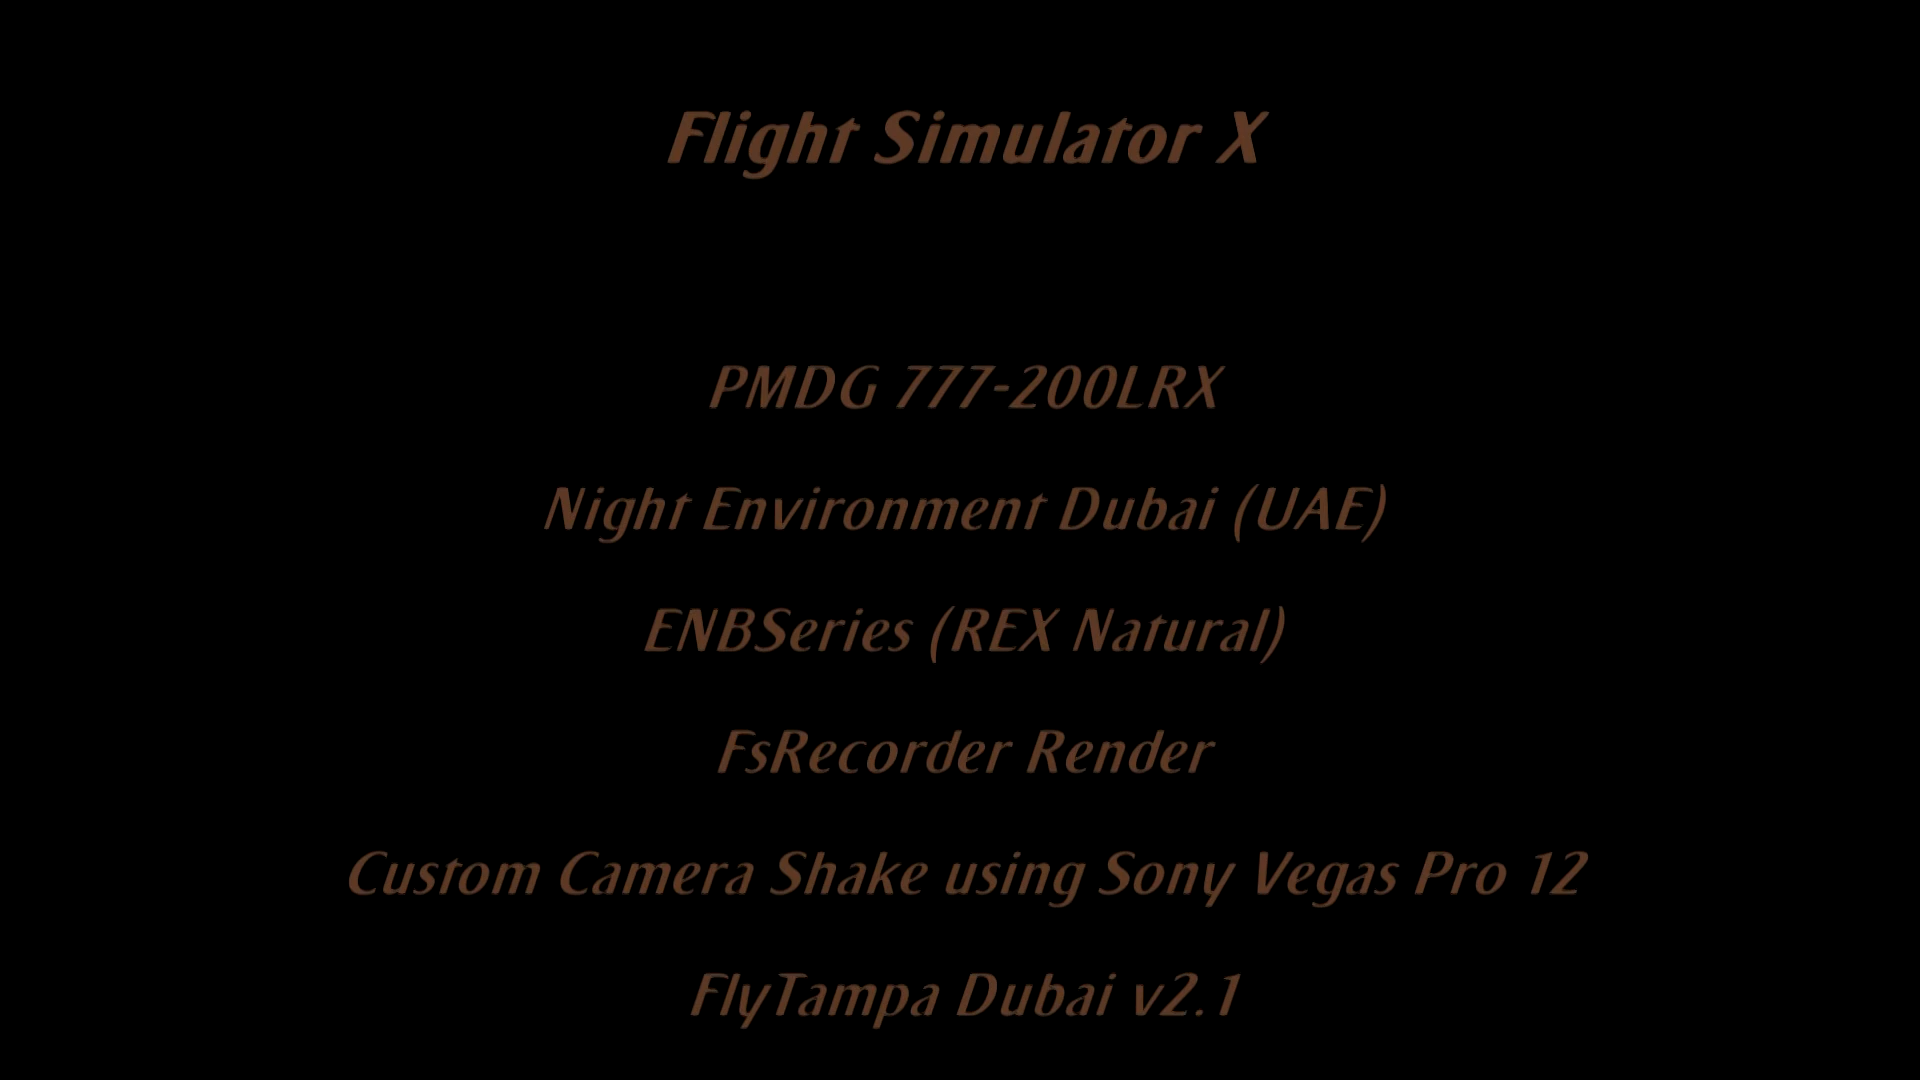 Flight Simulator X
PMDG 777-200LRX
Night Environment Dubai (UAE)
ENBSeries (REX Natural)
FsRecorder Render
Custom Camera Shake using Sony Vegas Pro 12
FlyTampa Dubai v2.1